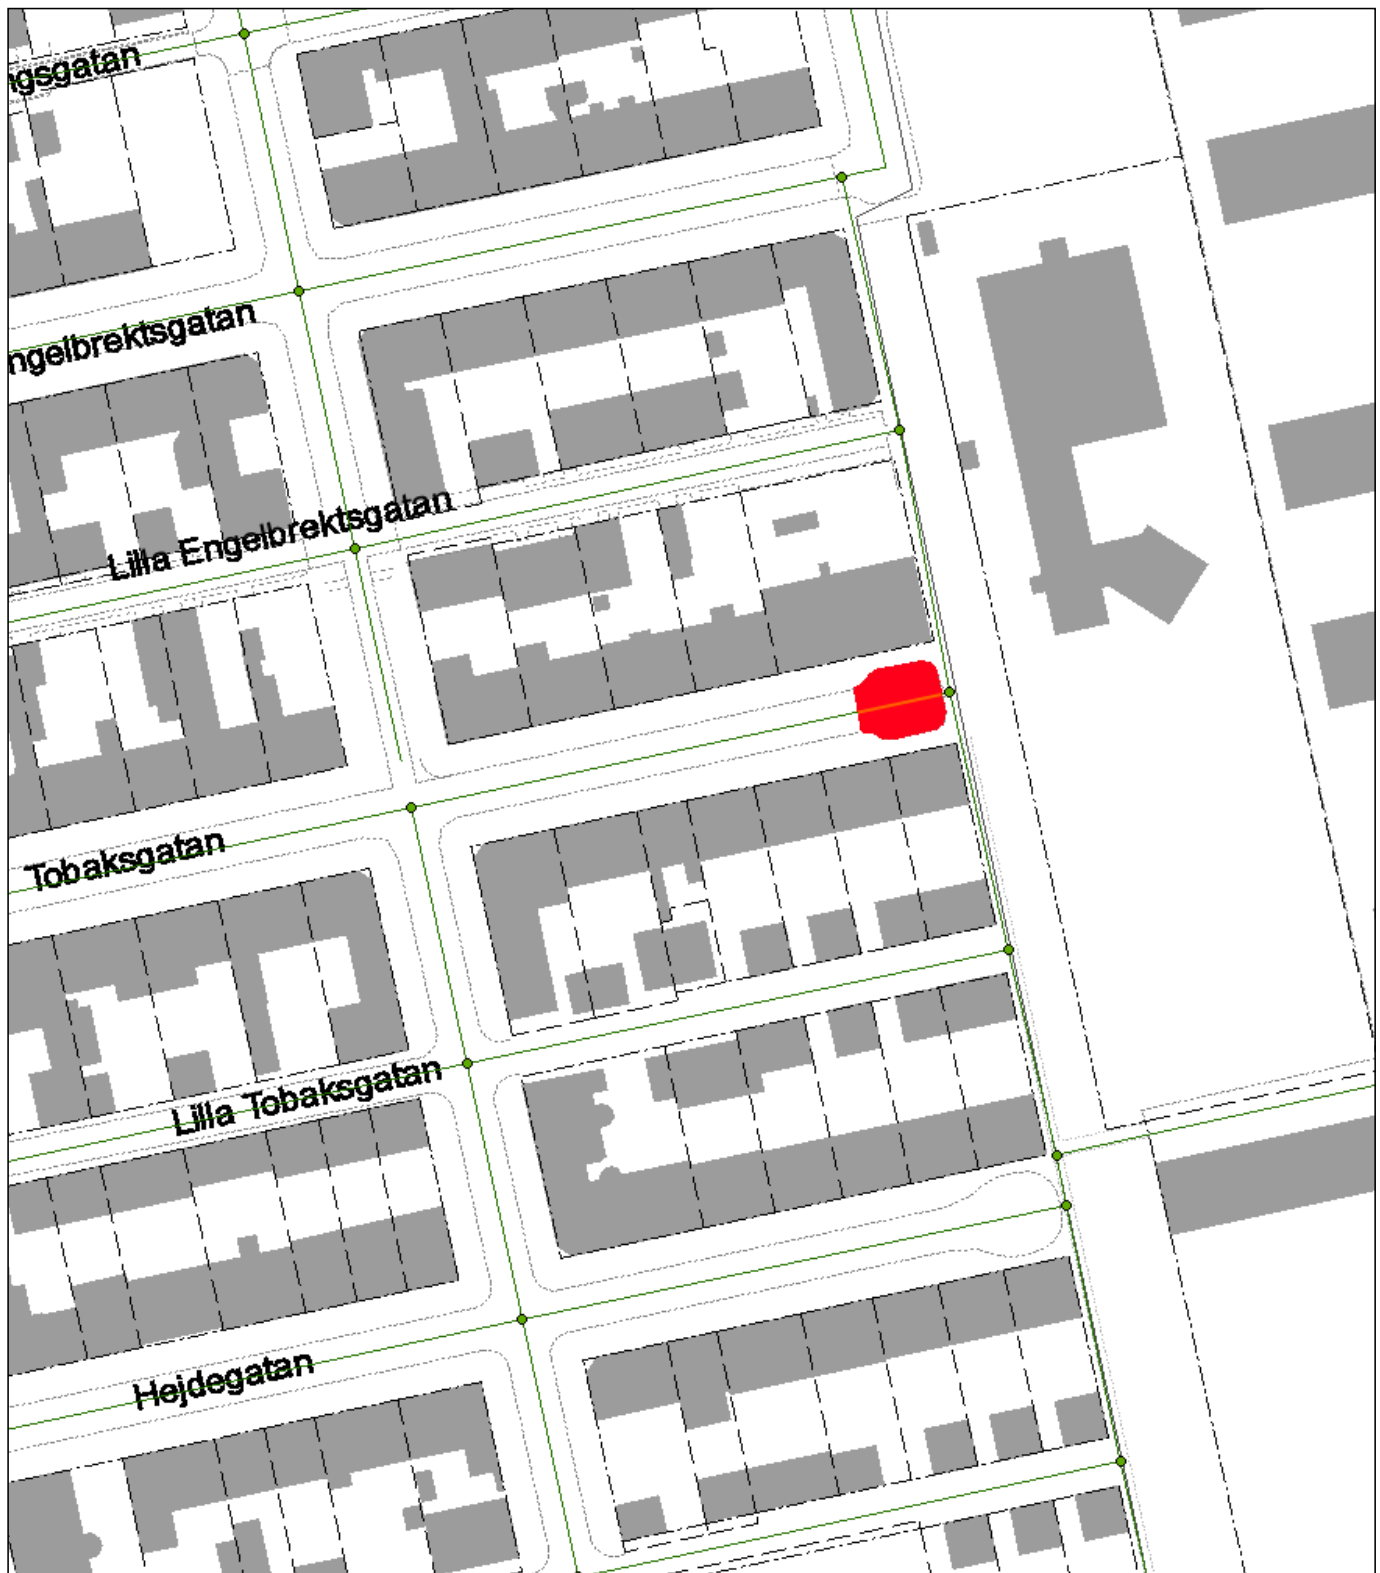 ngsgatan
ngelbrektsgatan
Lilla Engelbrektsgatan
Tobaksgatan
Lilla Tobaksgatan
Hejdegatan